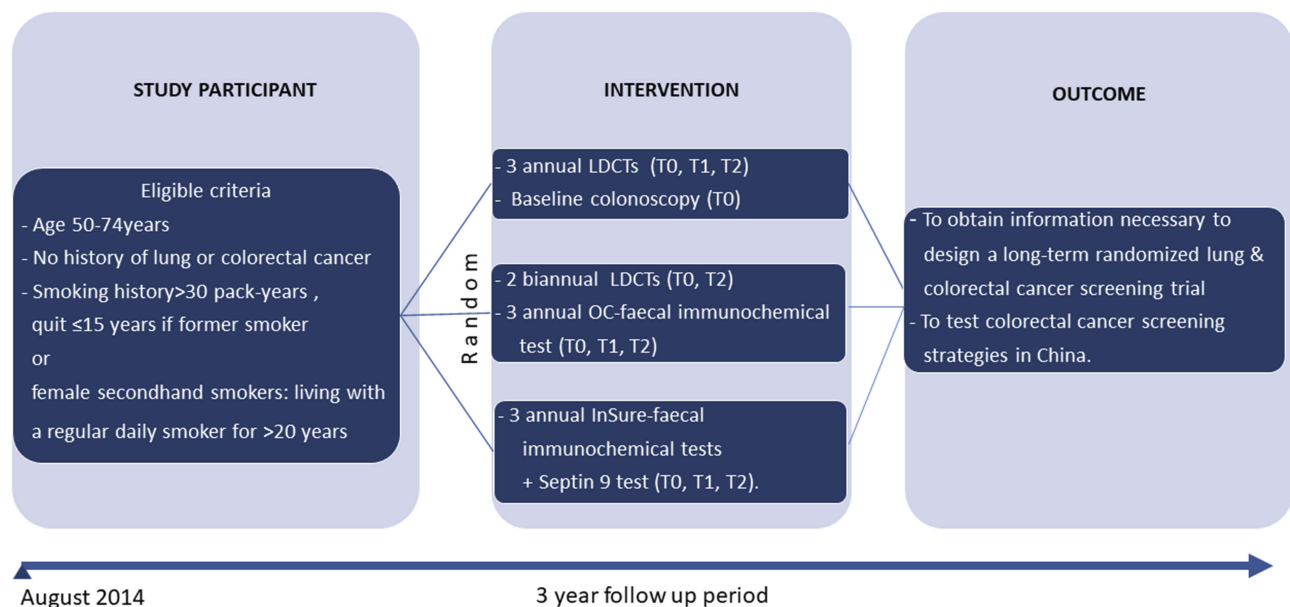 STUDY PARTICIPANT
Eligible criteria
- Age 50-74years
- No history of lung or colorectal cancer
- Smoking history>30 pack-years ,
quit ≤15 years if former smoker
or
female secondhand smokers: living with
a regular daily smoker for >20 years
Random
INTERVENTION
- 3 annual LDCTs (T0, T1, T2)
- Baseline colonoscopy (T0)
- 2 biannual LDCTs (T0, T2)
- 3 annual OC-faecal immunochemical
test (T0, T1, T2)
- 3 annual InSure-faecal
immunochemical tests
+ Septin 9 test (T0, T1, T2).
OUTCOME
- To obtain information necessary to
design a long-term randomized lung &
colorectal cancer screening trial
- To test colorectal cancer screening
strategies in China.
August 2014
3 year follow up period